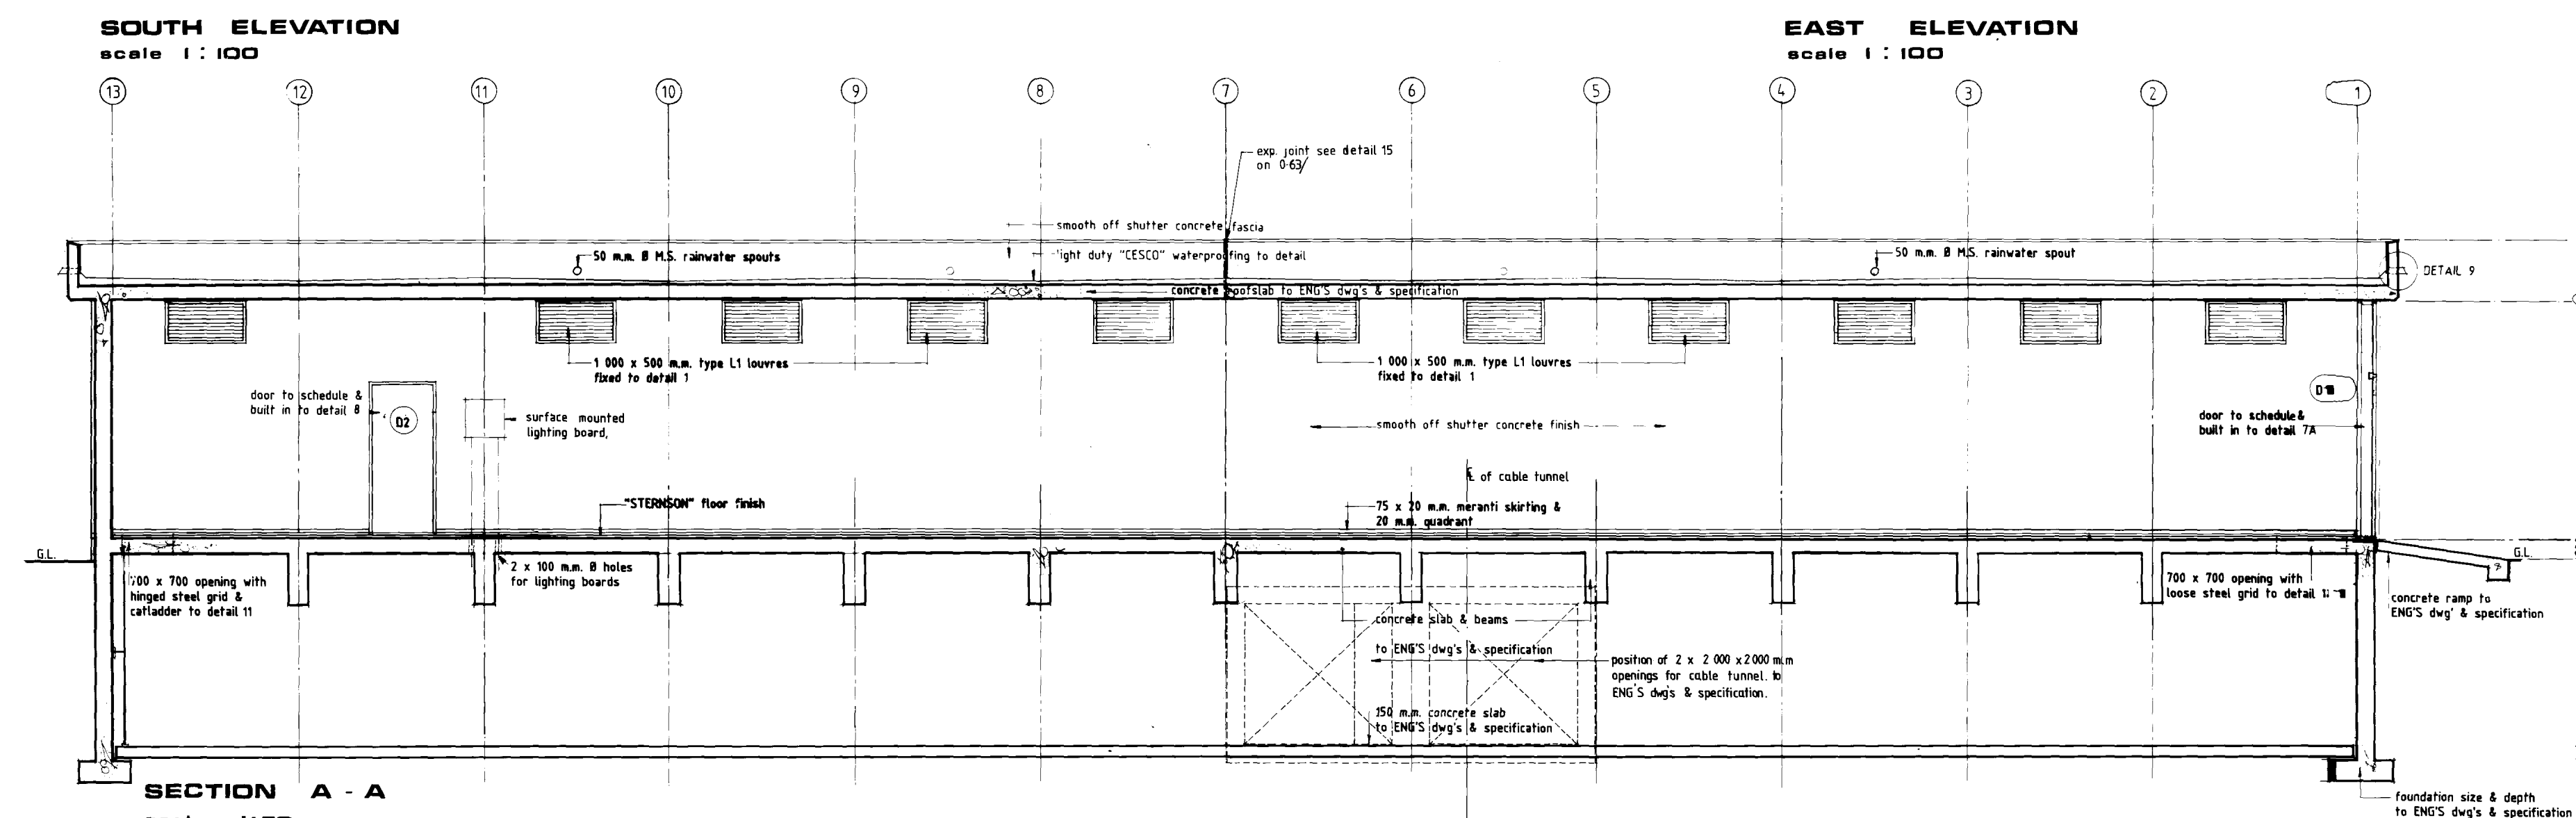 SOUTH ELEVATION
scale 1 : 100
EAST ELEVATION
scale 1 : 100
13 12 11 10 9 8 7 6 5 4 3 2 1
exp. joint see detail 15
on 0-63/
smooth off shutter concrete fascia
light duty "CESCO" waterproofing to detail
50 m.m. Ø M.S. rainwater spouts
50 m.m. Ø M.S. rainwater spout
DETAIL 9
concrete roofslab to ENG'S dwg's & specification
1 000 x 500 m.m. type L1 louvres
fixed to detail 1
1 000 x 500 m.m. type L1 louvres
fixed to detail 1
door to schedule &
built in to detail 8
D2
surface mounted
lighting board,
smooth off shutter concrete finish
door to schedule &
built in to detail 7A
℄ of cable tunnel
"STERNSON" floor finish
75 x 20 m.m. meranti skirting &
20 m.m. quadrant
G.L.
G.L.
700 x 700 opening with
hinged steel grid &
catladder to detail 11
2 x 100 m.m. Ø holes
for lighting boards
700 x 700 opening with
loose steel grid to detail
concrete ramp to
ENG'S dwg' & specification
concrete slab & beams
to ENG'S dwg's & specification
position of 2 x 2 000 x 2000 m.m
openings for cable tunnel. to
ENG'S dwg's & specification.
150 m.m. concrete slab
to ENG'S dwg's & specification
SECTION A - A
foundation size & depth
to ENG'S dwg's & specification